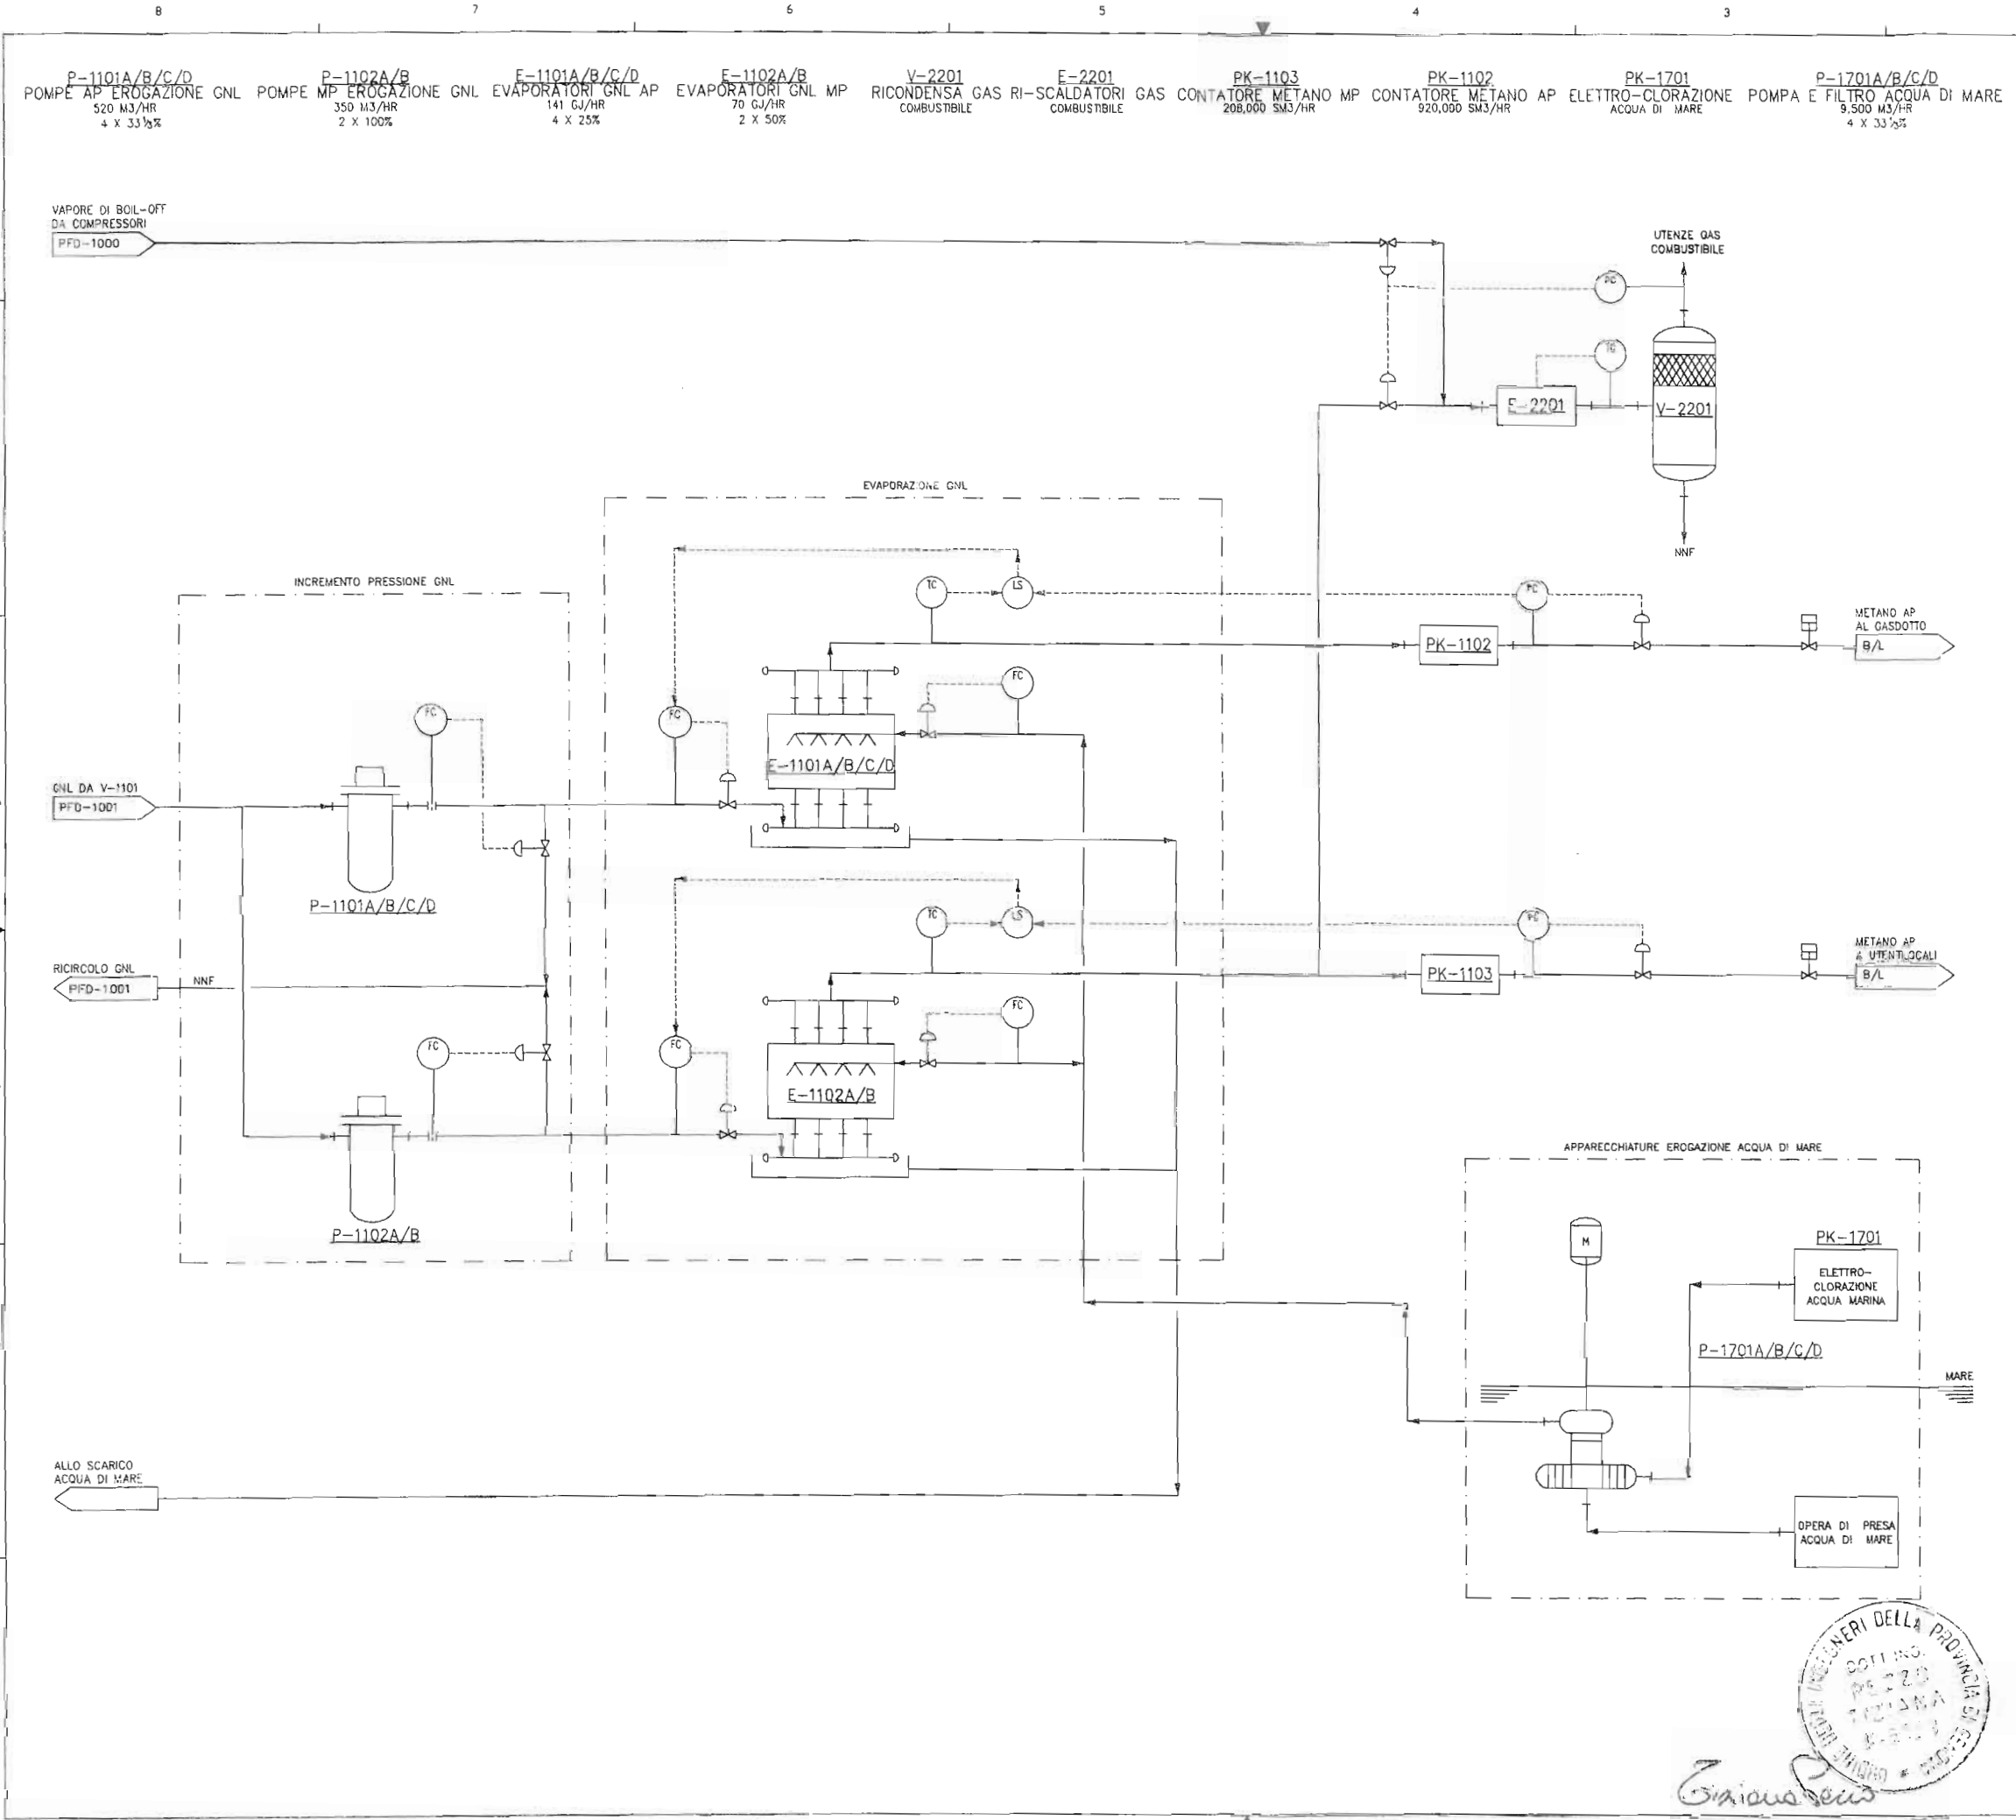 8 7 6 5 4 3
P-1101A/B/C/D
POMPE AP EROGAZIONE GNL
520 M3/HR
4 X 33⅓%
P-1102A/B
POMPE MP EROGAZIONE GNL
350 M3/HR
2 X 100%
E-1101A/B/C/D
EVAPORATORI GNL AP
141 GJ/HR
4 X 25%
E-1102A/B
EVAPORATORI GNL MP
70 GJ/HR
2 X 50%
V-2201
RICONDENSA GAS
COMBUSTIBILE
E-2201
RI-SCALDATORI GAS
COMBUSTIBILE
PK-1103
CONTATORE METANO MP
208,000 SM3/HR
PK-1102
CONTATORE METANO AP
920,000 SM3/HR
PK-1701
ELETTRO-CLORAZIONE
ACQUA DI MARE
P-1701A/B/C/D
POMPA E FILTRO ACQUA DI MARE
9,500 M3/HR
4 X 33⅓%
VAPORE DI BOIL-OFF
DA COMPRESSORI
PFD-1000
UTENZE GAS
COMBUSTIBILE
PC
TC
E-2201
V-2201
NNF
EVAPORAZIONE GNL
INCREMENTO PRESSIONE GNL
TC
LS
PC
METANO AP
AL GASDOTTO
B/L
PK-1102
FC
FC
FC
E-1101A/B/C/D
GNL DA V-1101
PFD-1001
P-1101A/B/C/D
TC
LS
PC
METANO AP
A UTENTI LOCALI
B/L
PK-1103
RICIRCOLO GNL
PFD-1001
NNF
FC
FC
FC
E-1102A/B
P-1102A/B
APPARECCHIATURE EROGAZIONE ACQUA DI MARE
M
PK-1701
ELETTRO-
CLORAZIONE
ACQUA MARINA
P-1701A/B/C/D
MARE
ALLO SCARICO
ACQUA DI MARE
OPERA DI PRESA
ACQUA DI MARE
INGEGNERI DELLA PROVINCIA DI GENOVA
DOTT. ING.